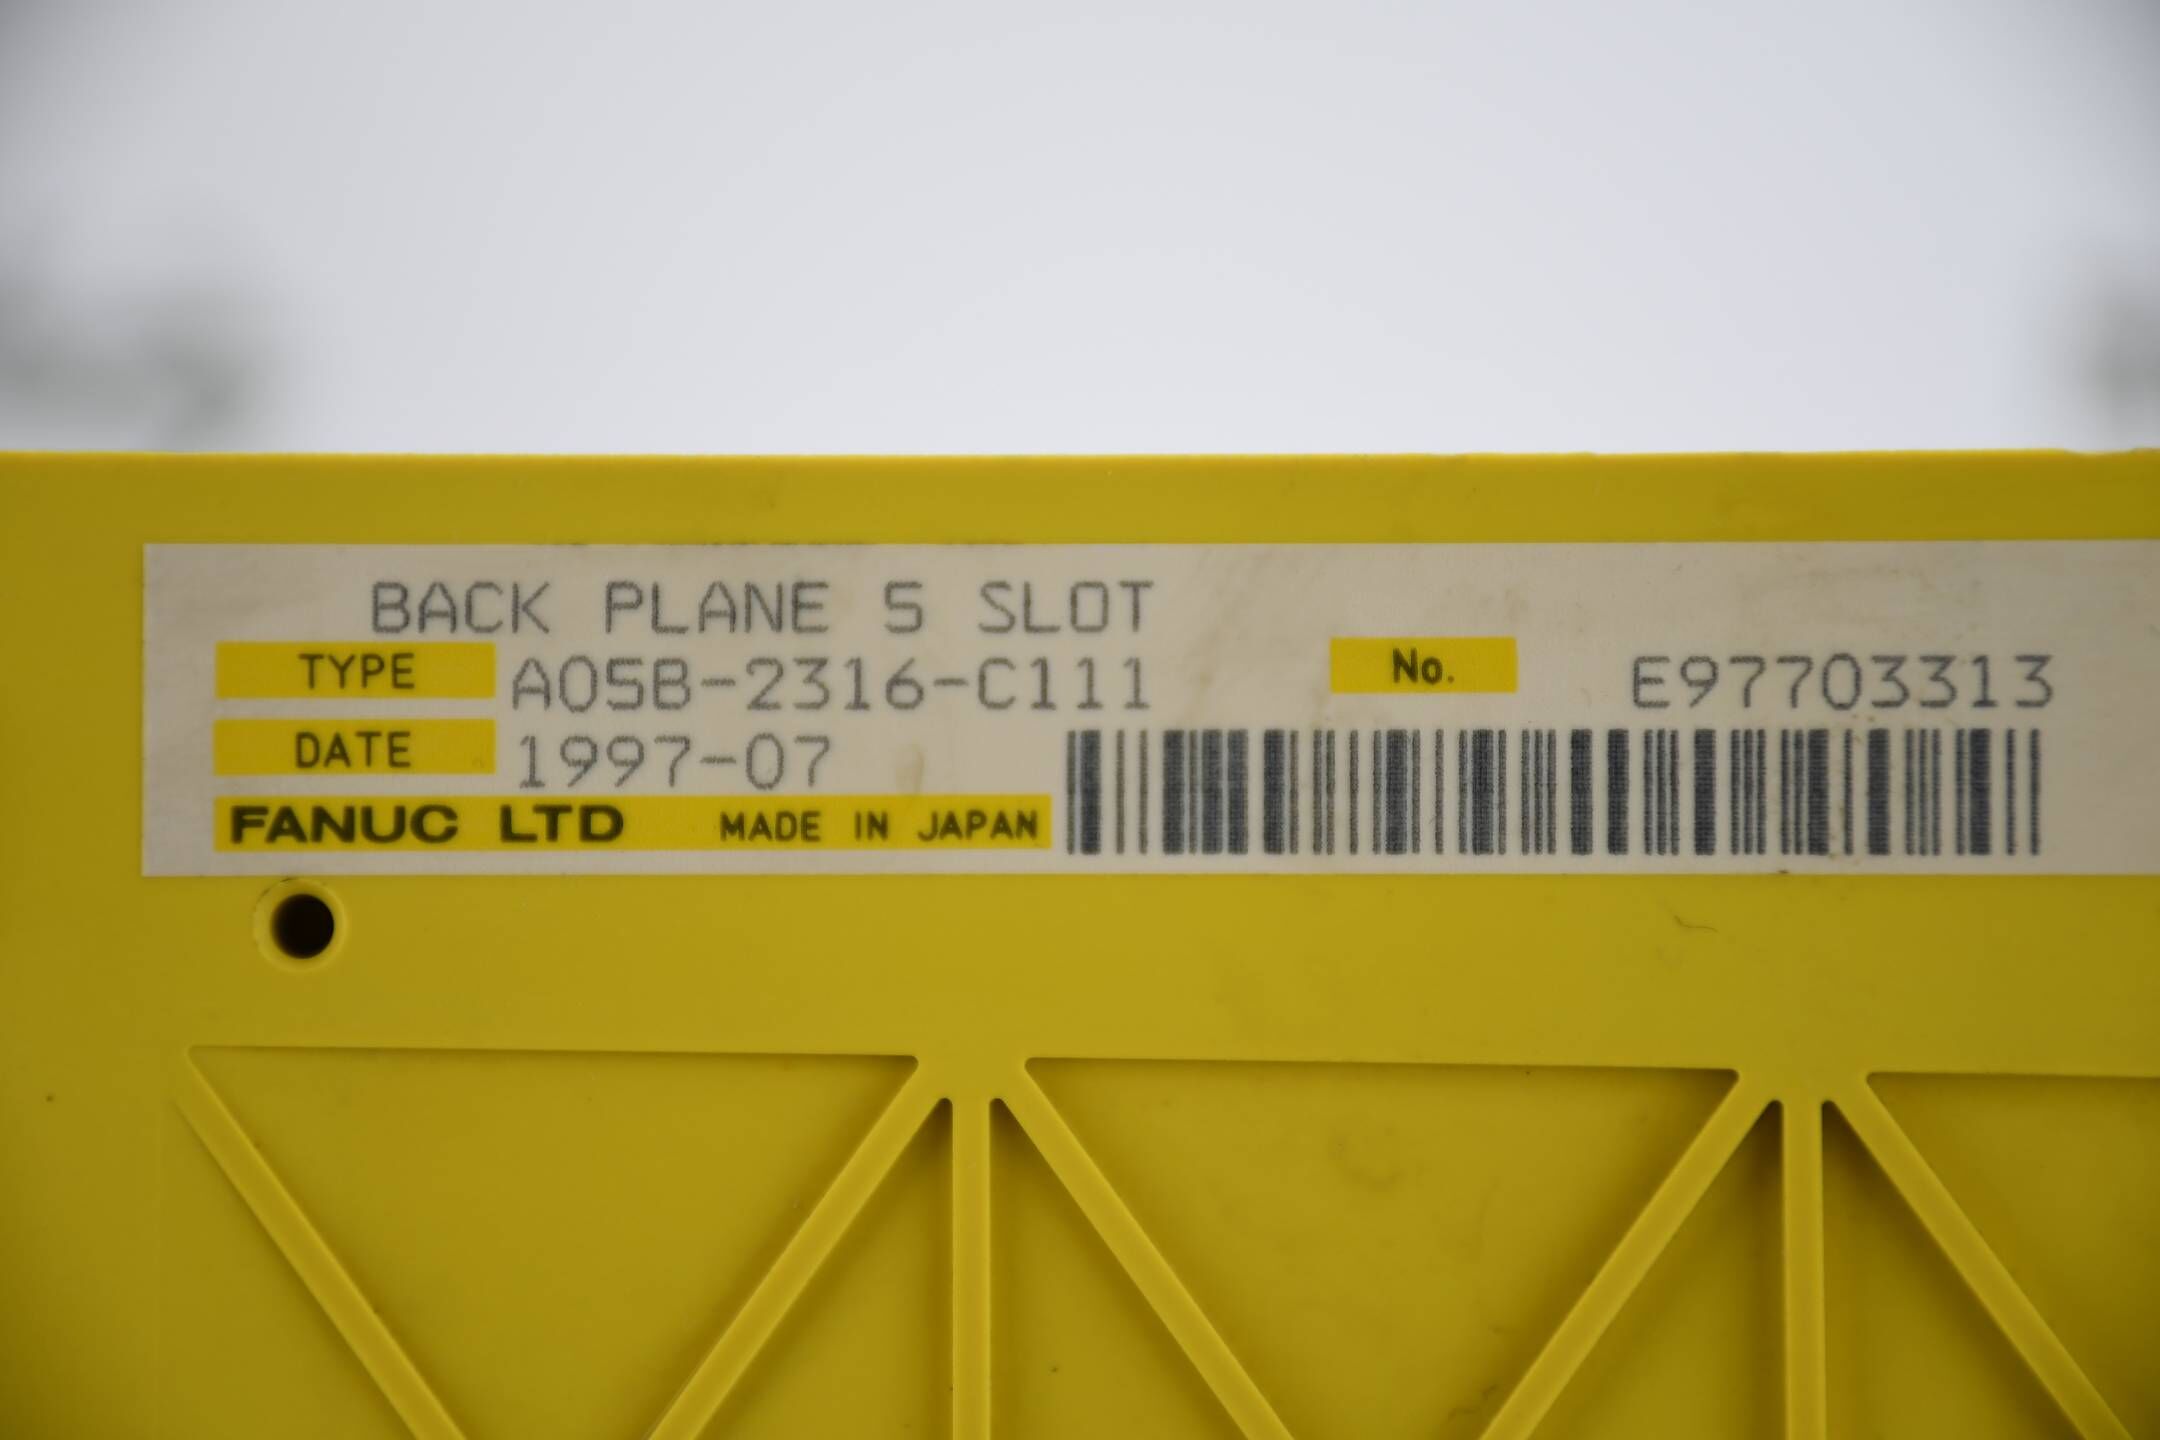 BACK PLANE 5 SLOT
TYPE A05B-2316-C111 No. E97703313
DATE 1997-07
FANUC LTD MADE IN JAPAN